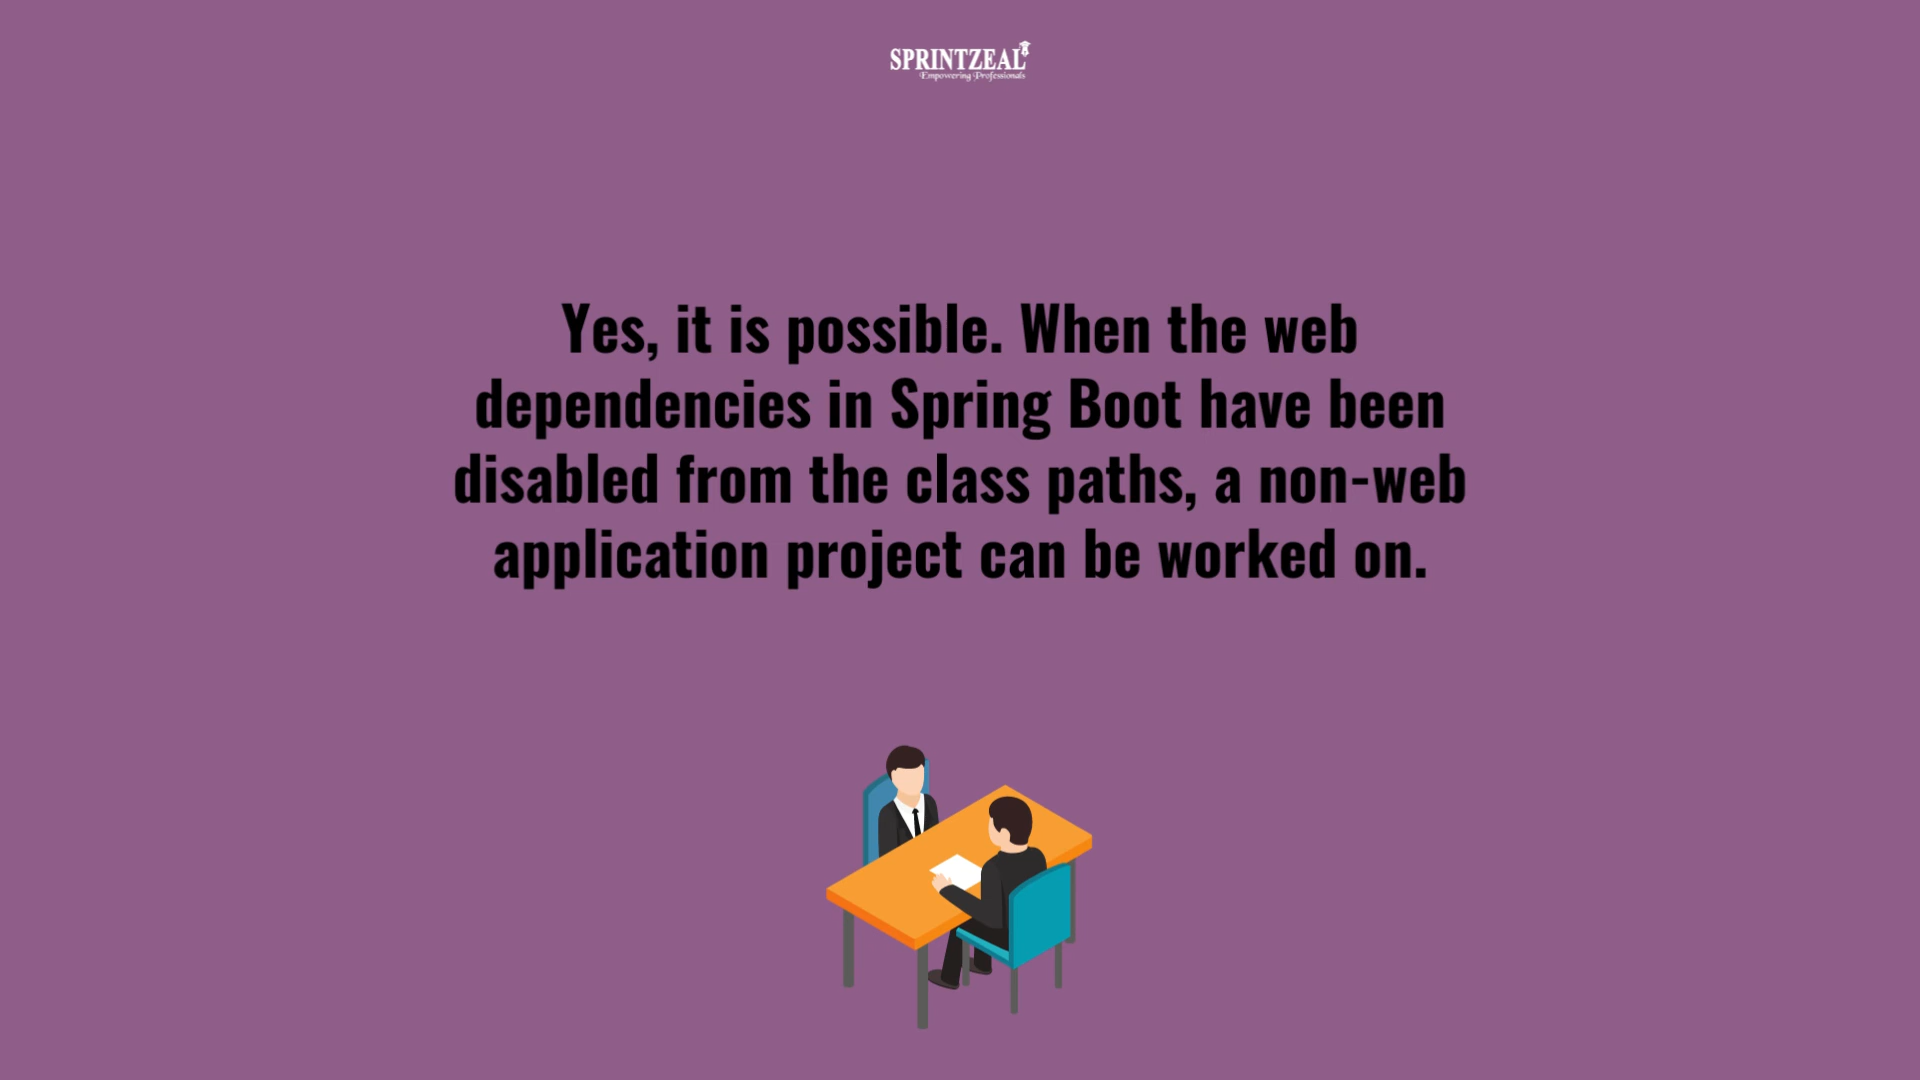 SPRINTZEAL
Empowering Professionals
Yes, it is possible. When the web
dependencies in Spring Boot have been
disabled from the class paths, a non-web
application project can be worked on.